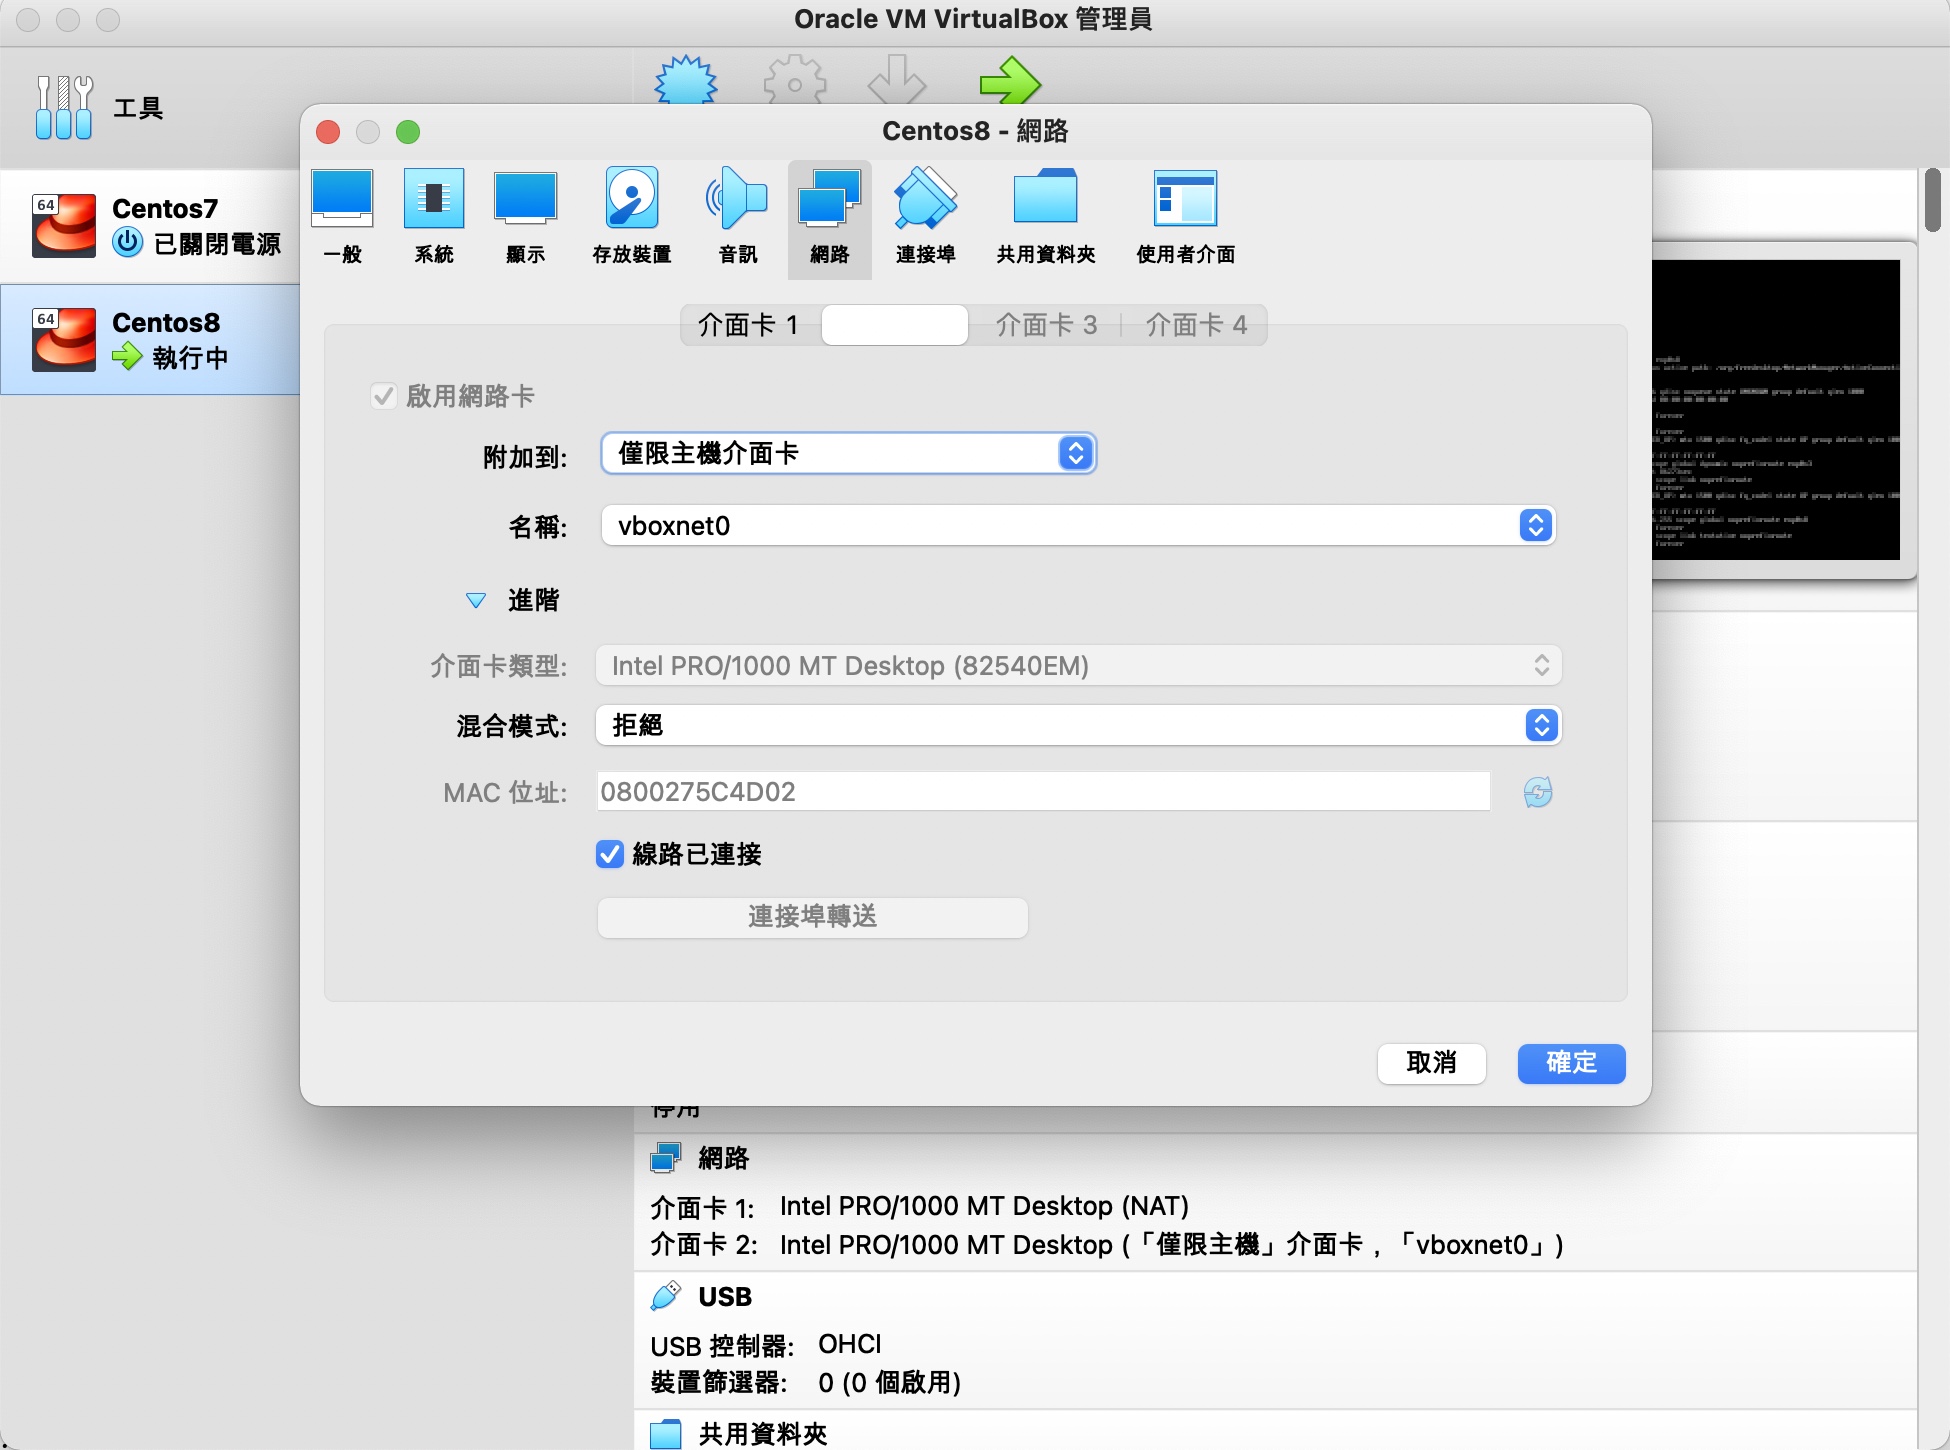 Oracle VM VirtualBox 管理員
工具
64
Centos7
已關閉電源
64
Centos8
執行中
Centos8 - 網路
一般
系統
顯示
存放裝置
音訊
網路
連接埠
共用資料夾
使用者介面
介面卡 1
介面卡 3
介面卡 4
啟用網路卡
附加到:
僅限主機介面卡
名稱:
vboxnet0
進階
介面卡類型:
Intel PRO/1000 MT Desktop (82540EM)
混合模式:
拒絕
MAC 位址:
0800275C4D02
線路已連接
連接埠轉送
取消
確定
停用
網路
介面卡 1: Intel PRO/1000 MT Desktop (NAT)
介面卡 2: Intel PRO/1000 MT Desktop (「僅限主機」介面卡，「vboxnet0」)
USB
USB 控制器: OHCI
裝置篩選器: 0 (0 個啟用)
共用資料夾